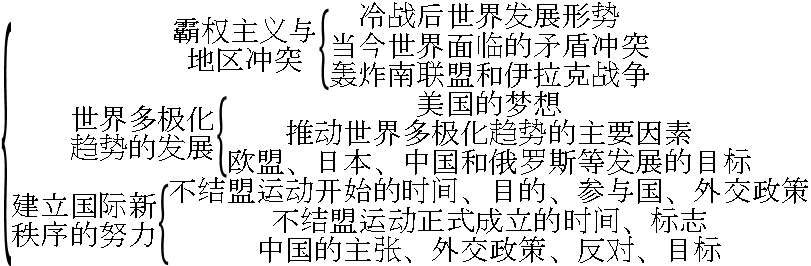 霸权主义与
地区冲突
冷战后世界发展形势
当今世界面临的矛盾冲突
轰炸南联盟和伊拉克战争
世界多极化
趋势的发展
美国的梦想
推动世界多极化趋势的主要因素
欧盟、日本、中国和俄罗斯等发展的目标
建立国际新
秩序的努力
不结盟运动开始的时间、目的、参与国、外交政策
不结盟运动正式成立的时间、标志
中国的主张、外交政策、反对、目标